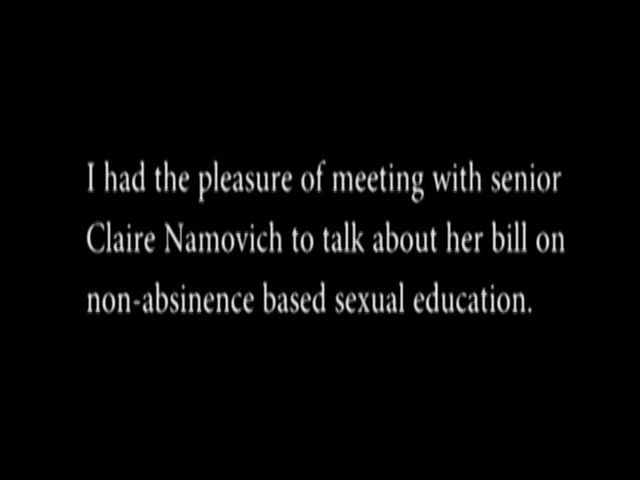 I had the pleasure of meeting with senior
Claire Namovich to talk about her bill on
non-absinence based sexual education.